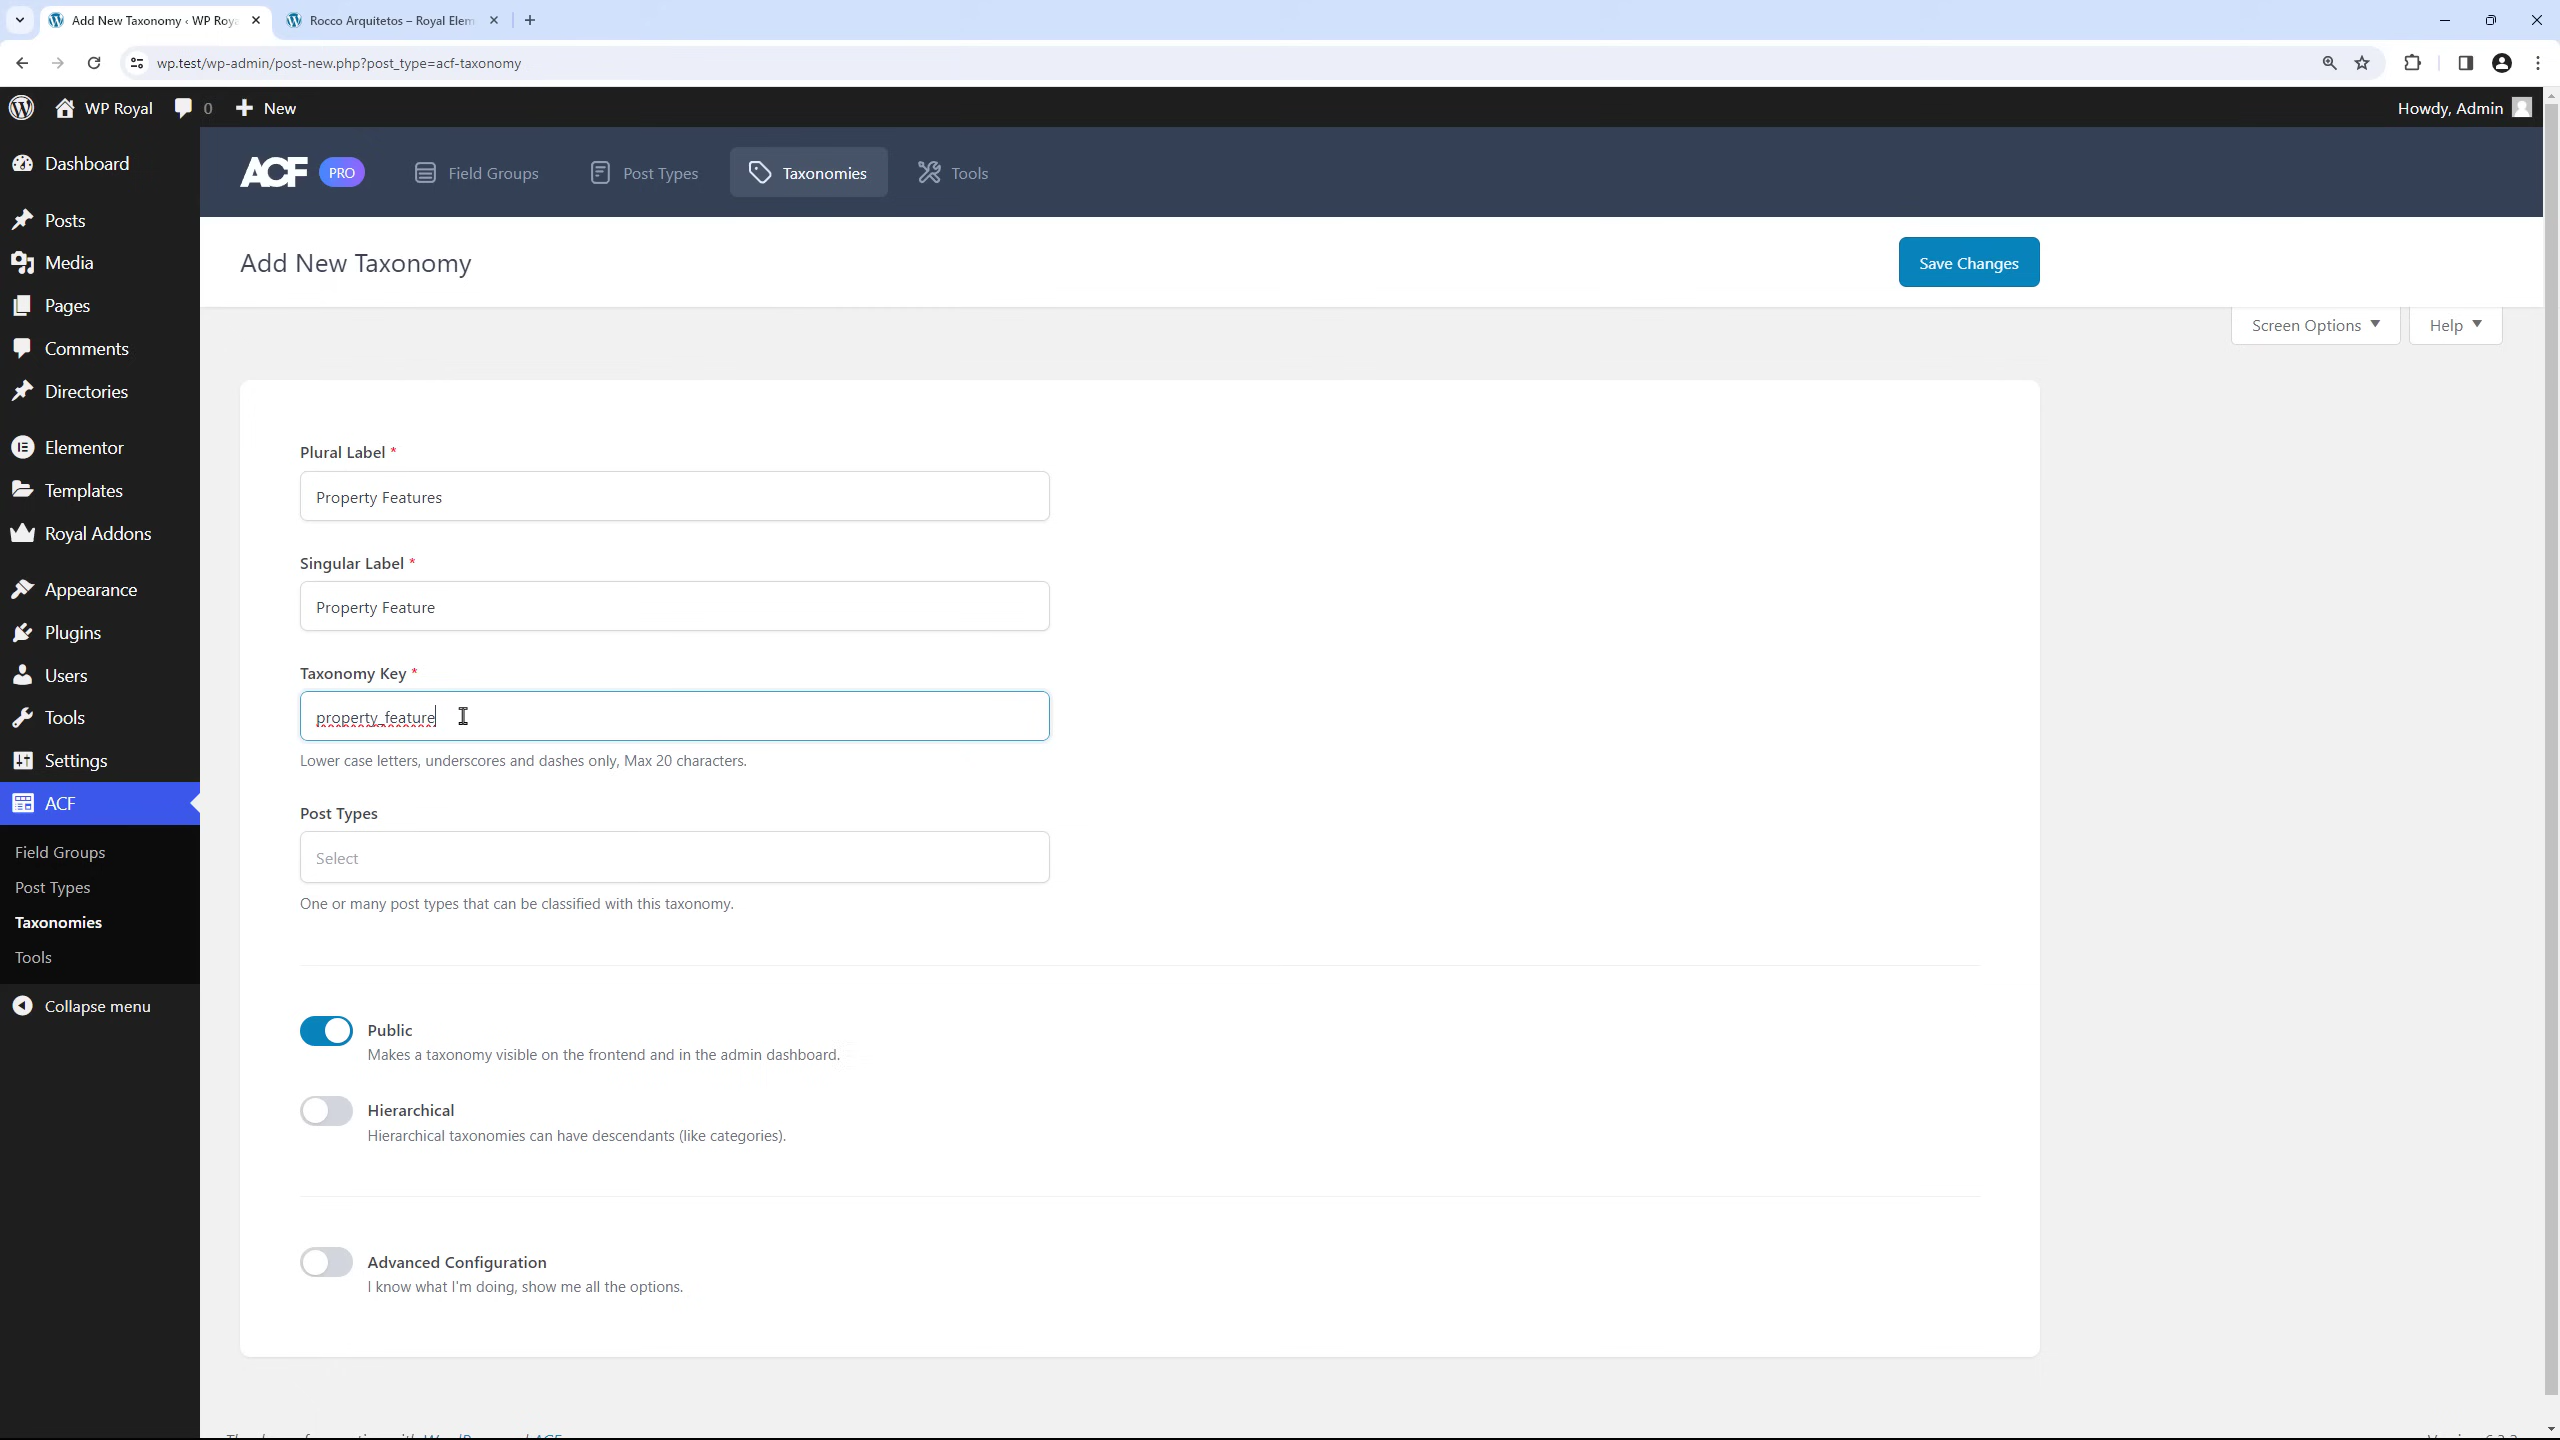 Add New Taxonomy ‹ WP Roya
Rocco Arquitetos – Royal Elem
wp.test/wp-admin/post-new.php?post_type=acf-taxonomy
WP Royal
0
New
Howdy, Admin
Dashboard
Posts
Media
Pages
Comments
Directories
Elementor
Templates
Royal Addons
Appearance
Plugins
Users
Tools
Settings
ACF
Field Groups
Post Types
Taxonomies
Tools
Collapse menu
ACF PRO
Field Groups
Post Types
Taxonomies
Tools
Add New Taxonomy
Save Changes
Screen Options
Help
Plural Label *
Property Features
Singular Label *
Property Feature
Taxonomy Key *
property_feature
Lower case letters, underscores and dashes only, Max 20 characters.
Post Types
Select
One or many post types that can be classified with this taxonomy.
Public
Makes a taxonomy visible on the frontend and in the admin dashboard.
Hierarchical
Hierarchical taxonomies can have descendants (like categories).
Advanced Configuration
I know what I'm doing, show me all the options.